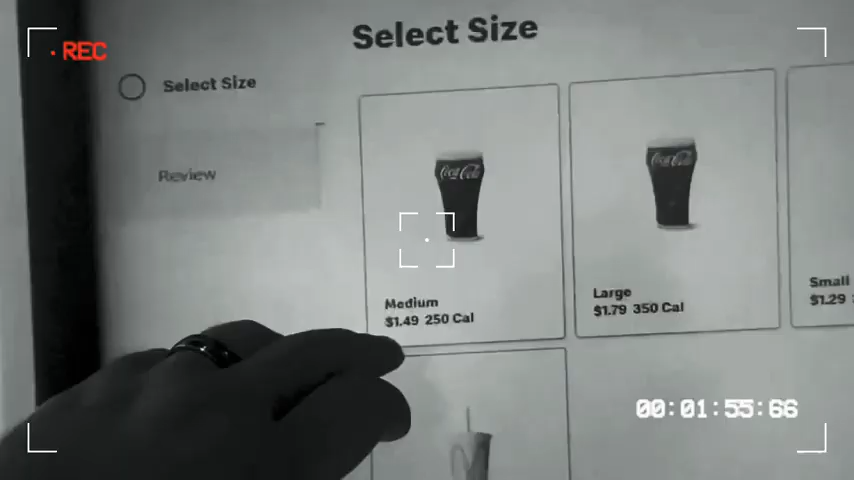 Select Size
REC
Select Size
Review
Coca-Cola
Coca-Cola
Medium
$1.49 250 Cal
Large
$1.79 350 Cal
Small
$1.29
00:01:55:66